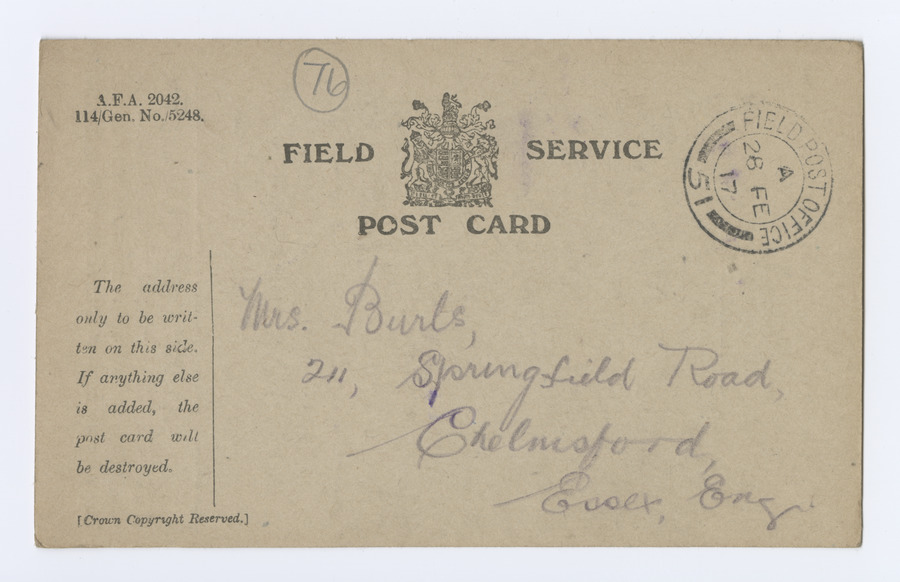 76
A.F.A. 2042.
114/Gen. No./5248.
FIELD SERVICE
POST CARD
FIELD POST OFFICE
A
28 FE
17
51
The address
only to be writ-
ten on this side.
If anything else
is added, the
post card will
be destroyed.
[Crown Copyright Reserved.]
Mrs. Burls,
211, Springfield Road,
Chelmsford,
Essex, Eng.